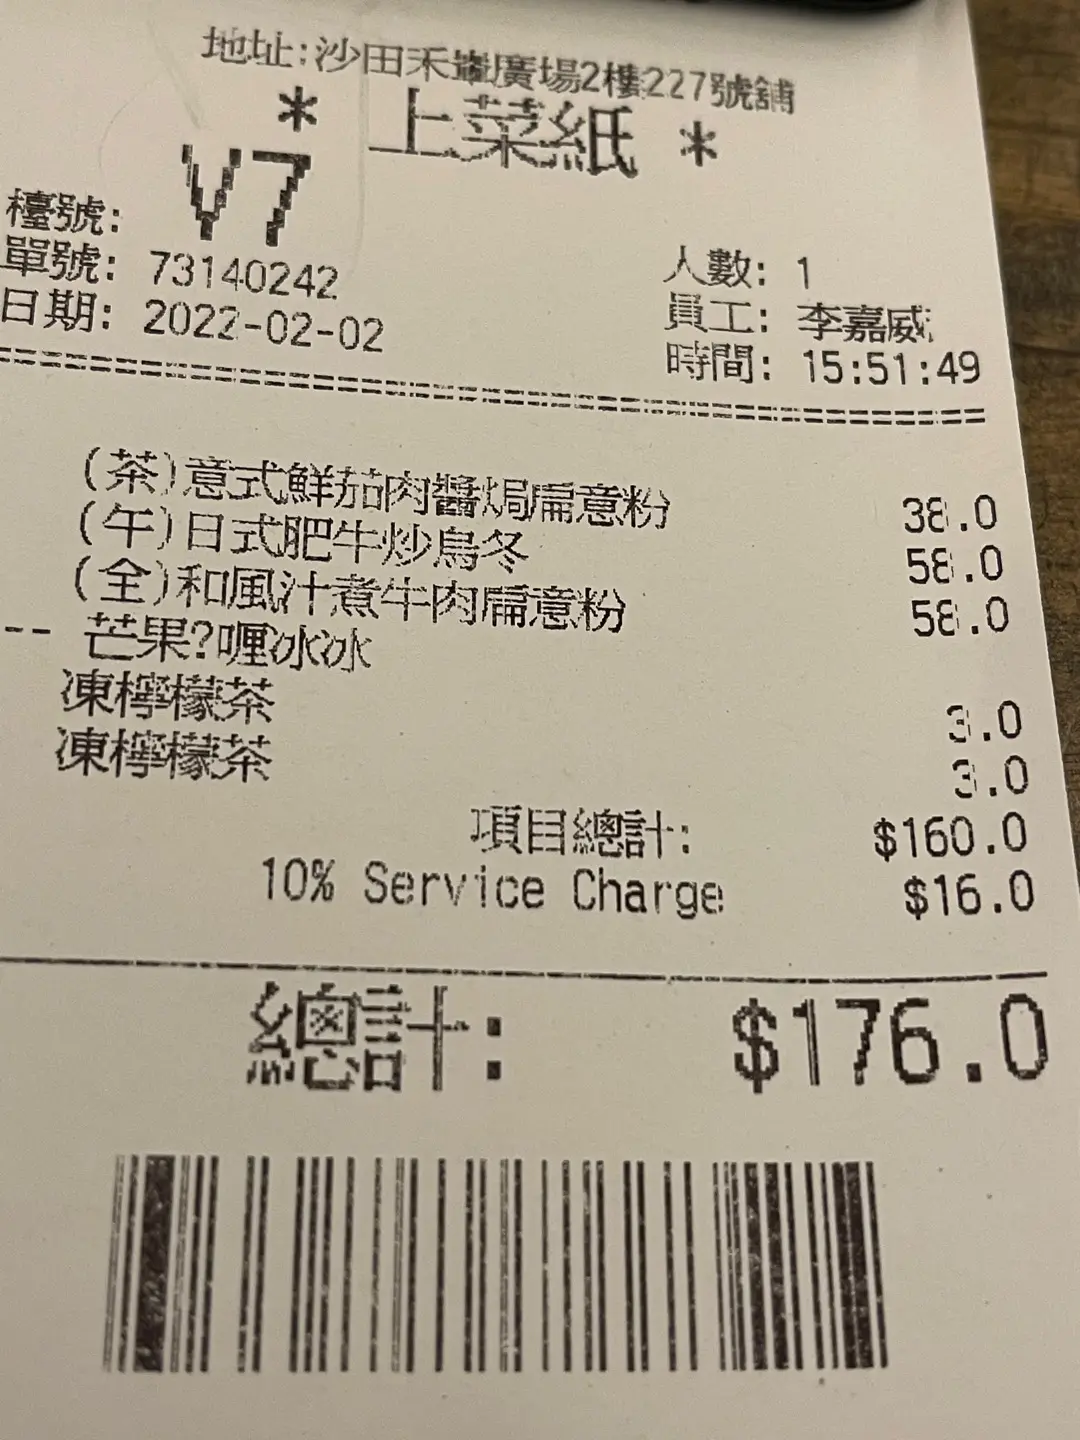 地址:沙田禾輋廣場2樓227號舖
* 上菜紙 *
檯號: V7
單號: 73140242 人數: 1
日期: 2022-02-02 員工: 李嘉威
時間: 15:51:49
(茶)意式鮮茄肉醬焗扁意粉 38.0
(午)日式肥牛炒烏冬 58.0
(全)和風汁煮牛肉扁意粉 58.0
-- 芒果?喱冰冰
凍檸檬茶 3.0
凍檸檬茶 3.0
項目總計: $160.0
10% Service Charge $16.0
總計: $176.0